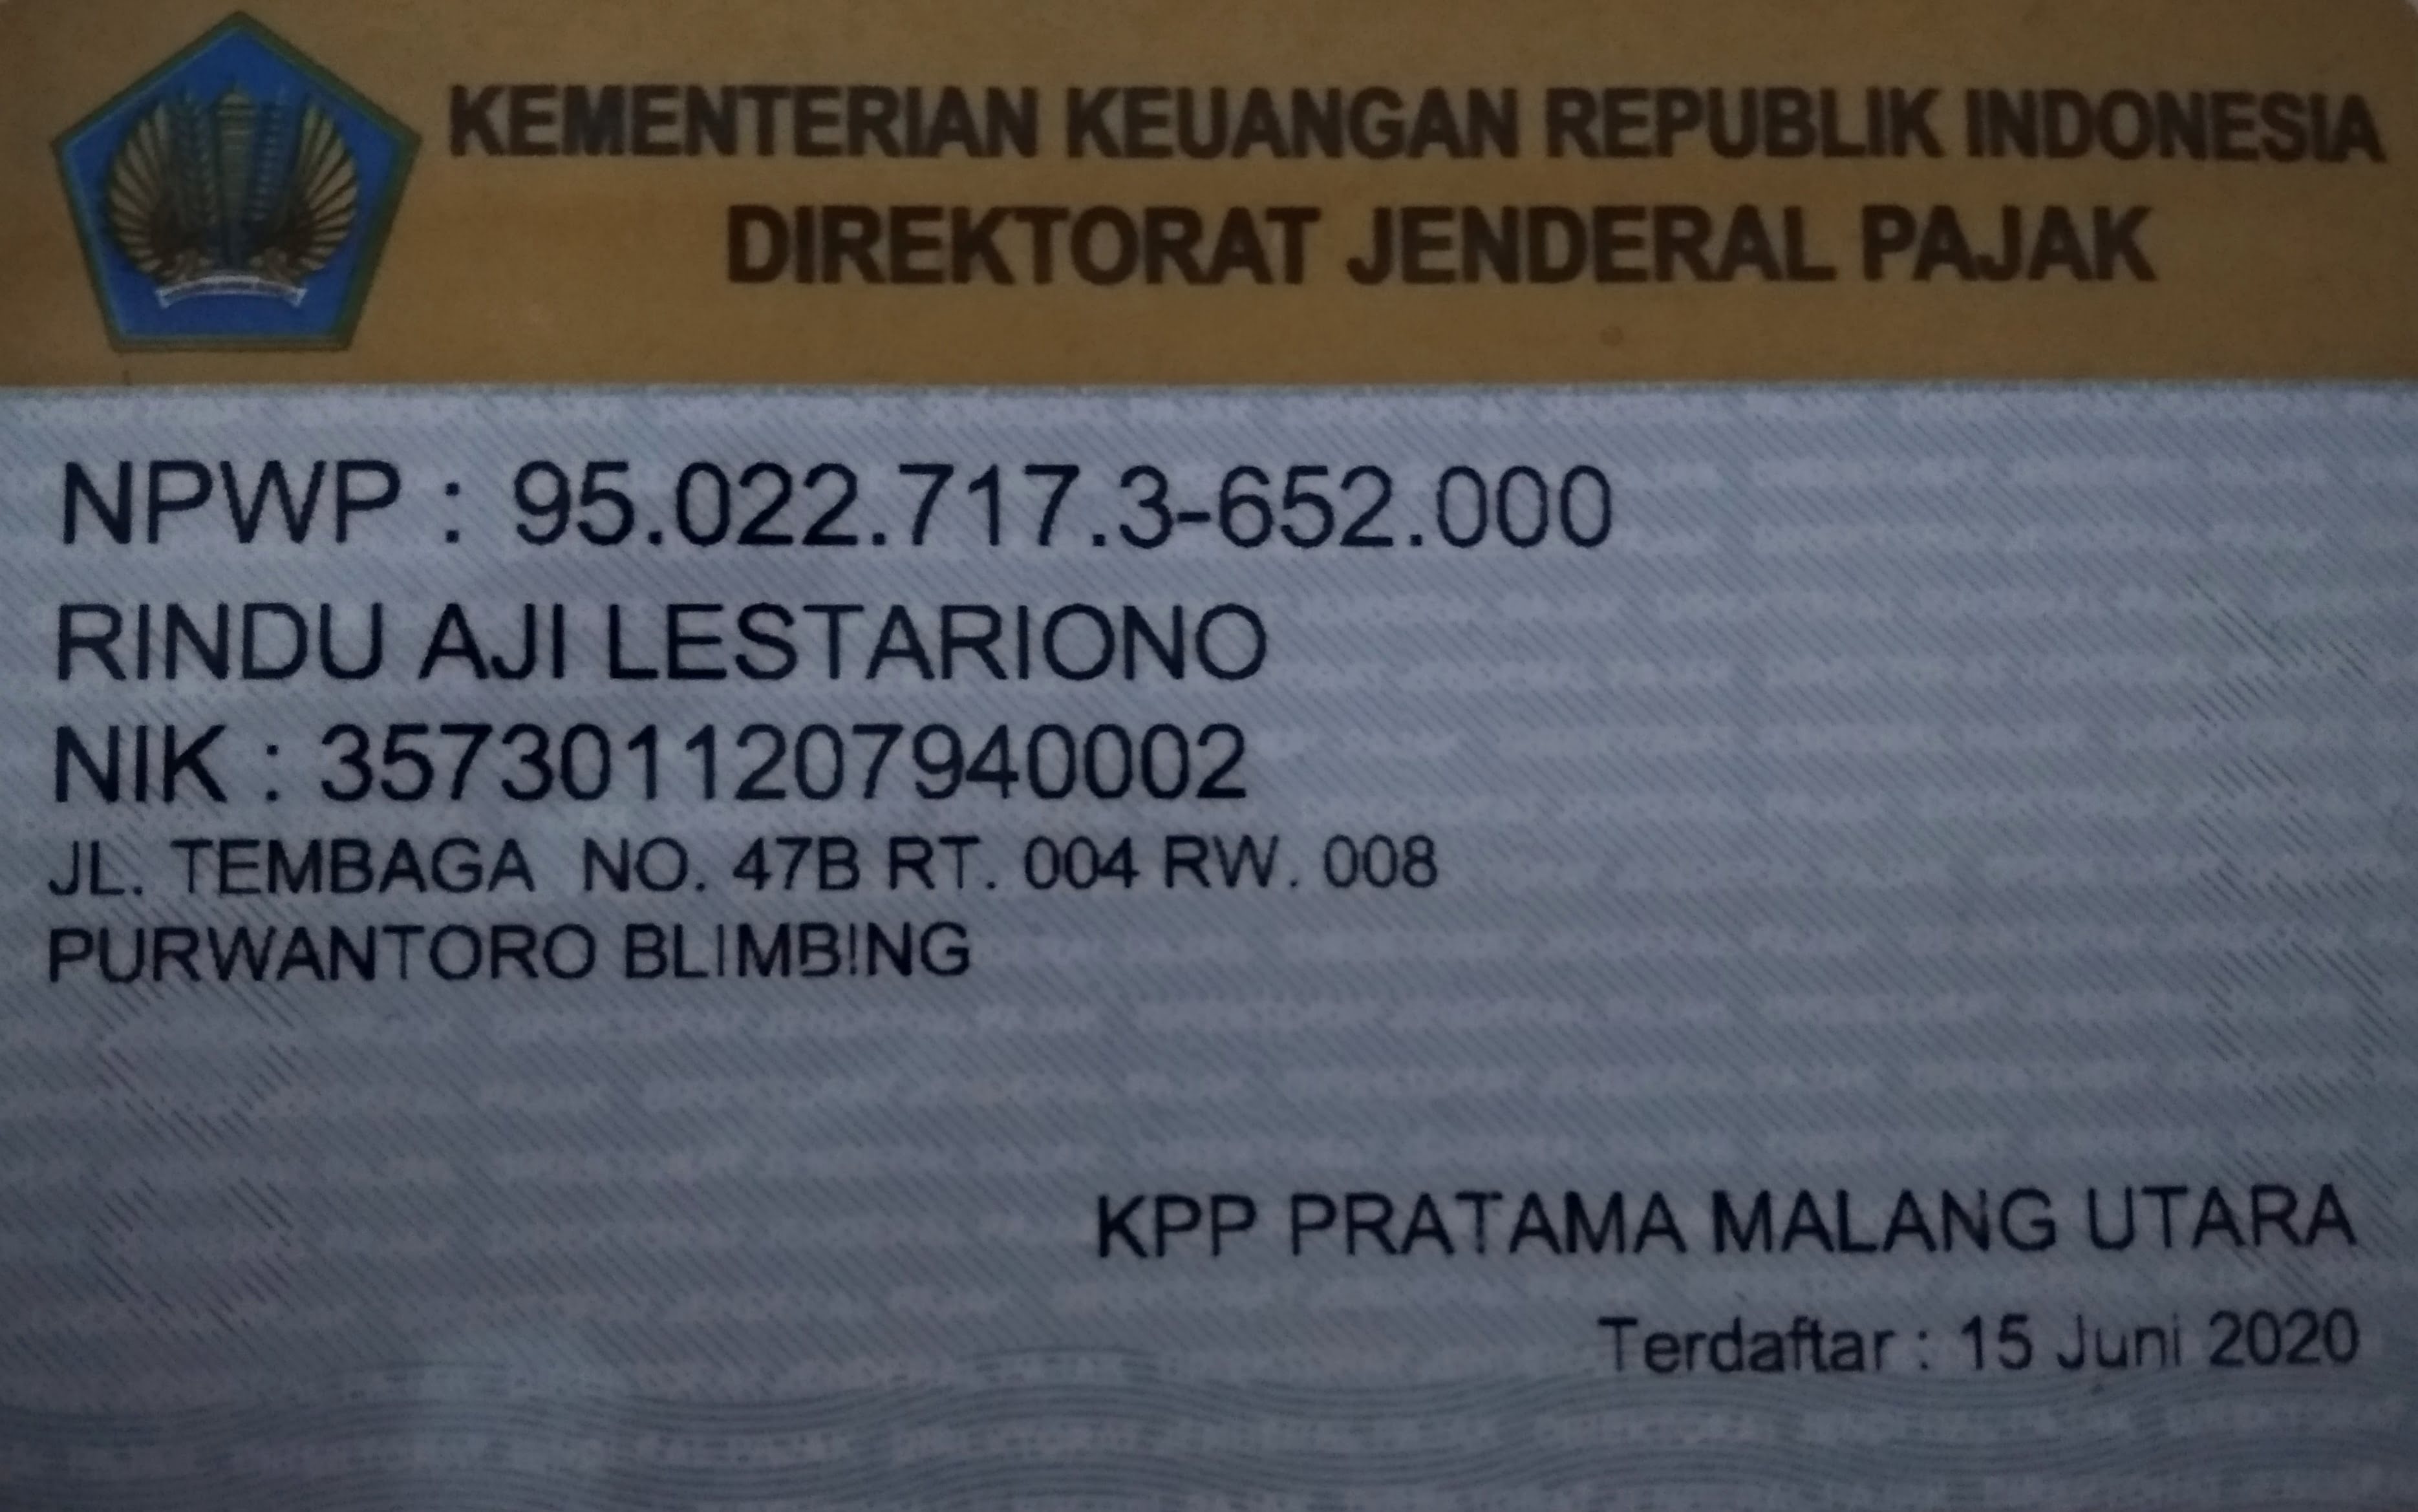 KEMENTERIAN KEUANGAN REPUBLIK INDONESIA
DIREKTORAT JENDERAL PAJAK
NPWP : 95.022.717.3-652.000
RINDU AJI LESTARIONO
NIK : 3573011207940002
JL. TEMBAGA NO. 47B RT. 004 RW. 008
PURWANTORO BLIMBING
KPP PRATAMA MALANG UTARA
Terdaftar : 15 Juni 2020